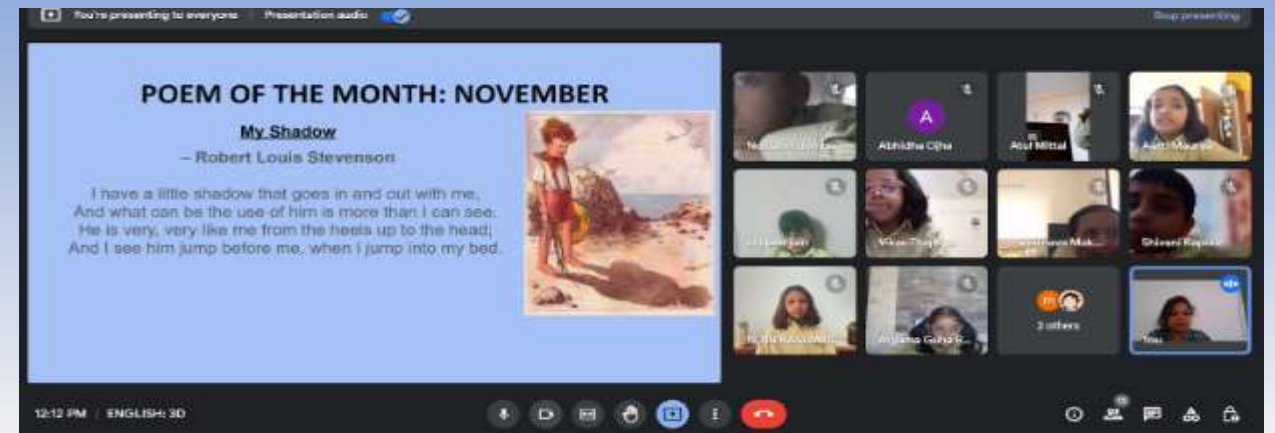 You're presenting to everyone Presentation audio Stop presenting
POEM OF THE MONTH: NOVEMBER
My Shadow
– Robert Louis Stevenson
I have a little shadow that goes in and out with me,
And what can be the use of him is more than I can see.
He is very, very like me from the heels up to the head;
And I see him jump before me, when I jump into my bed.
A
Abhidha Ojha
Atul Mittal
Shivani
m
3 others
You
12:12 PM | ENGLISH: 3D